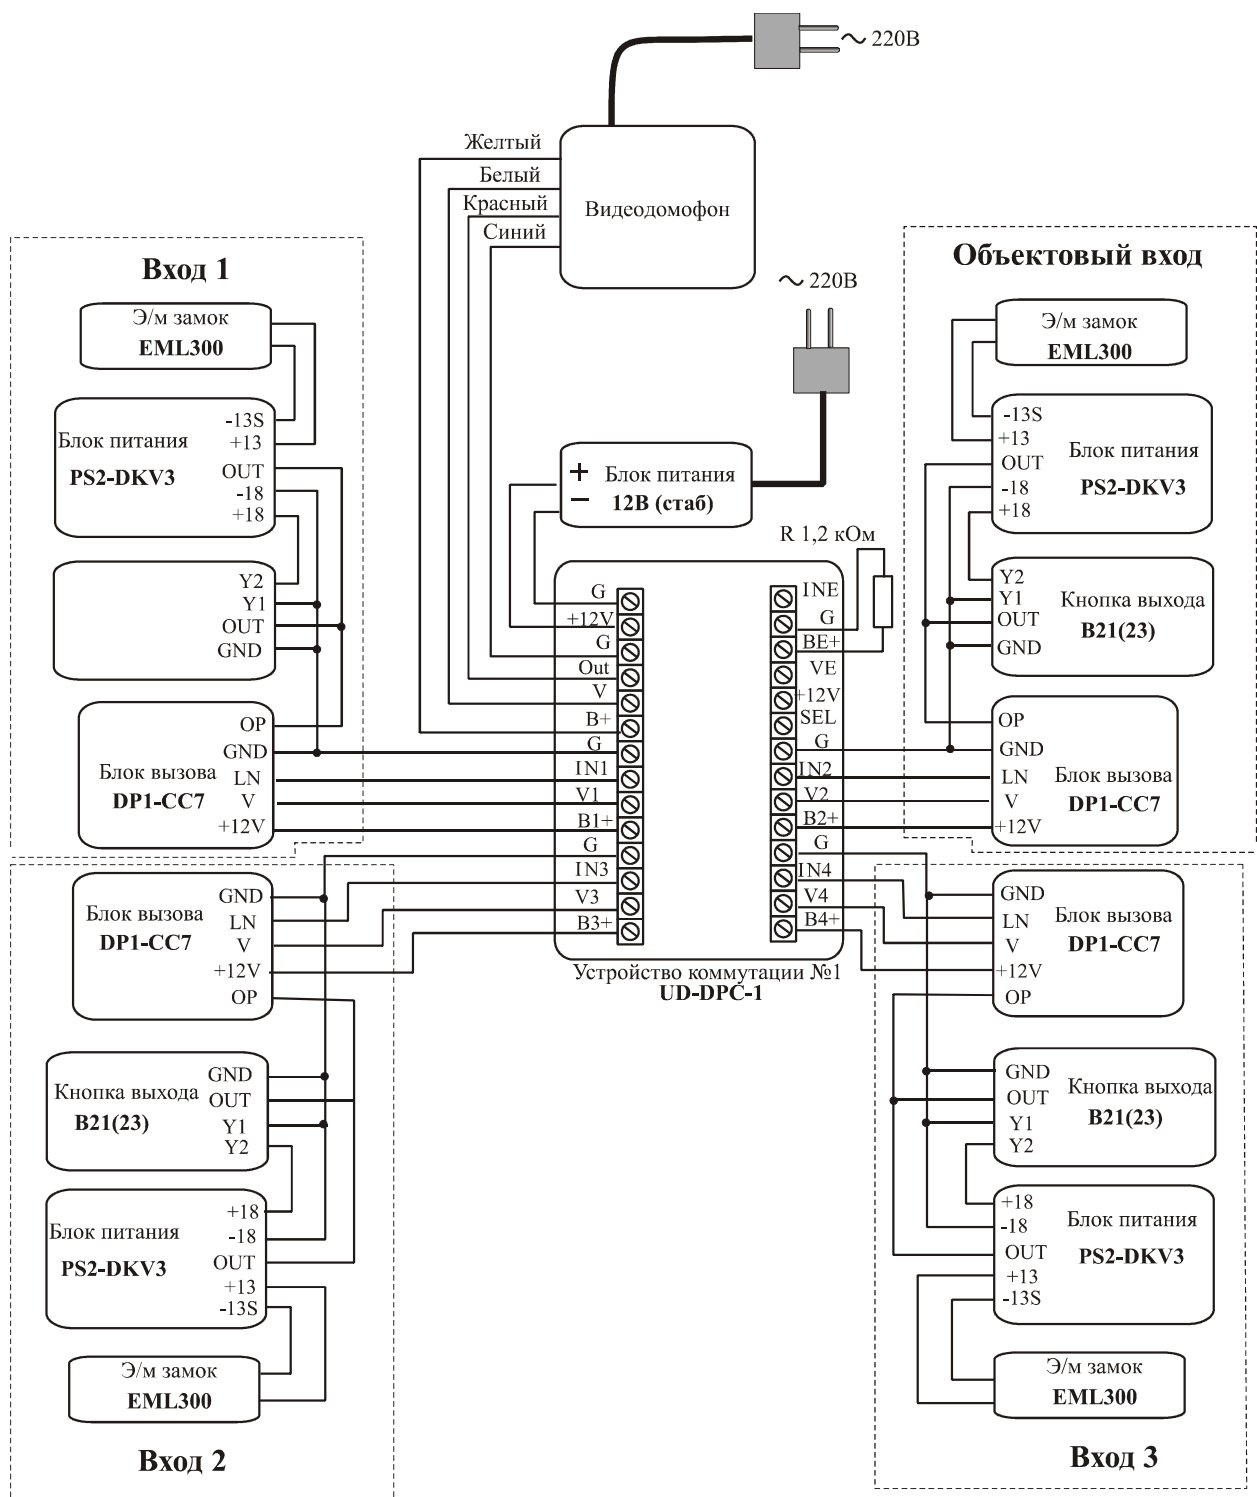 ~ 220В
Желтый
Белый
Красный
Синий
Видеодомофон
~ 220В
Блок питания
12В (стаб)
+
−
R 1,2 кОм
Вход 1
Э/м замок
EML300
Блок питания
PS2-DKV3
-13S
+13
OUT
-18
+18
Y2
Y1
OUT
GND
Блок вызова
DP1-CC7
OP
GND
LN
V
+12V
G
+12V
G
Out
V
B+
G
IN1
V1
B1+
G
IN3
V3
B3+
INE
G
BE+
VE
+12V
SEL
G
IN2
V2
B2+
G
IN4
V4
B4+
Устройство коммутации №1
UD-DPC-1
Объектовый вход
Э/м замок
EML300
-13S
+13
OUT
-18
+18
Блок питания
PS2-DKV3
Y2
Y1
OUT
GND
Кнопка выхода
B21(23)
OP
GND
LN
V
+12V
Блок вызова
DP1-CC7
Блок вызова
DP1-CC7
GND
LN
V
+12V
OP
Кнопка выхода
B21(23)
GND
OUT
Y1
Y2
Блок питания
PS2-DKV3
+18
-18
OUT
+13
-13S
Э/м замок
EML300
Вход 2
GND
LN
V
+12V
OP
Блок вызова
DP1-CC7
GND
OUT
Y1
Y2
Кнопка выхода
B21(23)
+18
-18
OUT
+13
-13S
Блок питания
PS2-DKV3
Э/м замок
EML300
Вход 3